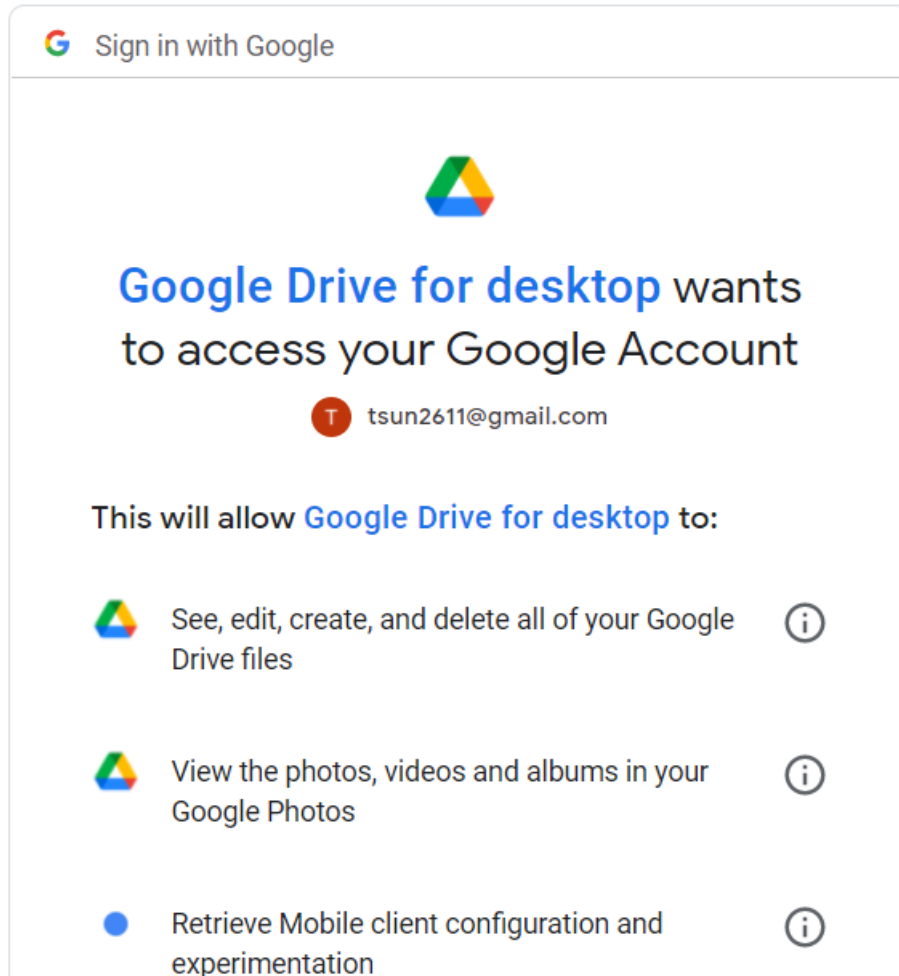 Sign in with Google
Google Drive for desktop wants
to access your Google Account
T tsun2611@gmail.com
This will allow Google Drive for desktop to:
See, edit, create, and delete all of your Google
Drive files
View the photos, videos and albums in your
Google Photos
Retrieve Mobile client configuration and
experimentation